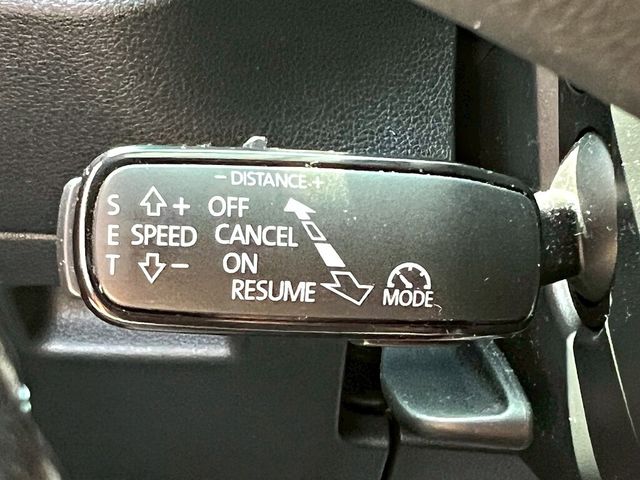 - DISTANCE +
S + OFF
E SPEED CANCEL
T - ON
RESUME
MODE